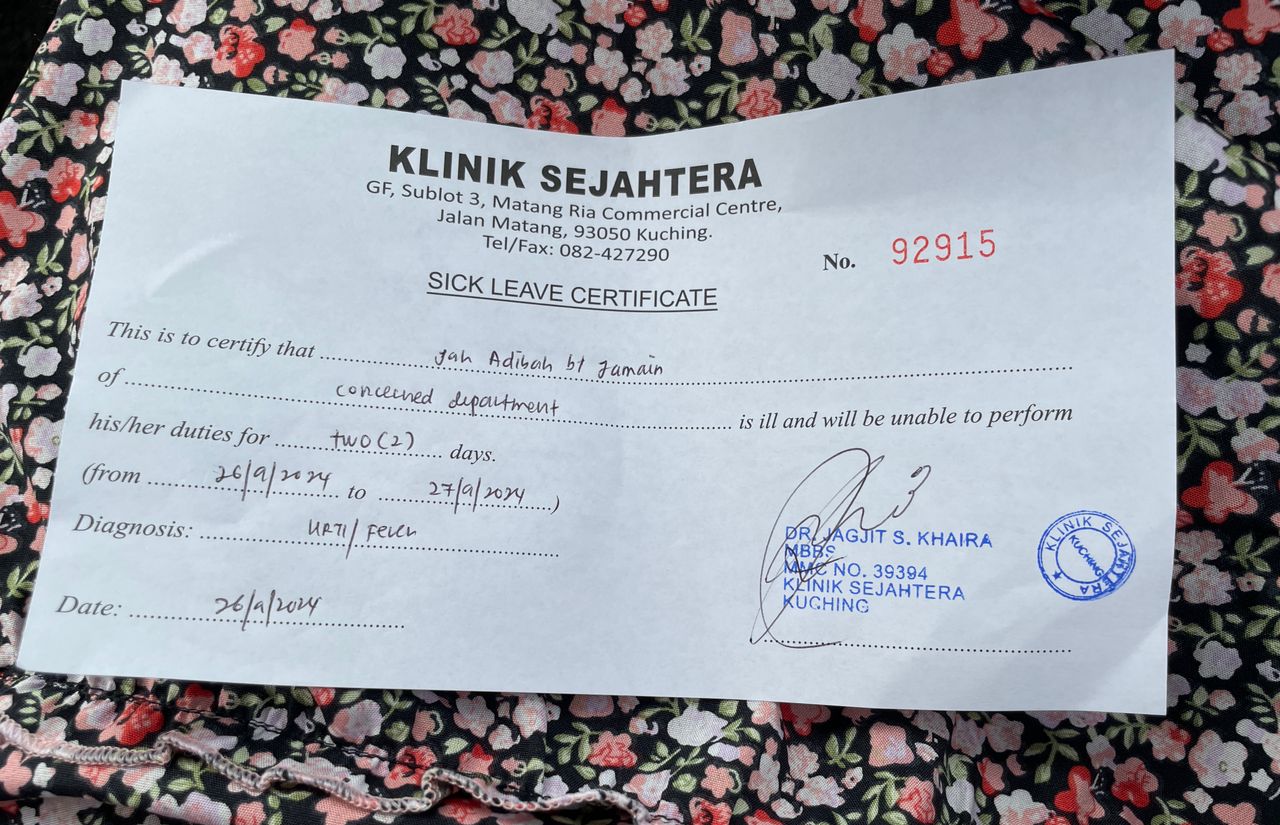 KLINIK SEJAHTERA
GF, Sublot 3, Matang Ria Commercial Centre,
Jalan Matang, 93050 Kuching.
Tel/Fax: 082-427290
No. 92915
SICK LEAVE CERTIFICATE
This is to certify that Jah Adibah bt Jamain
of concerned department is ill and will be unable to perform
his/her duties for two (2) days.
(from 26/9/2024 to 27/9/2024)
Diagnosis: URTI/Fever
Date: 26/9/2024
DR. JAGJIT S. KHAIRA
MBBS
MMC NO. 39394
KLINIK SEJAHTERA
KUCHING
KLINIK SEJAHTERA
KUCHING